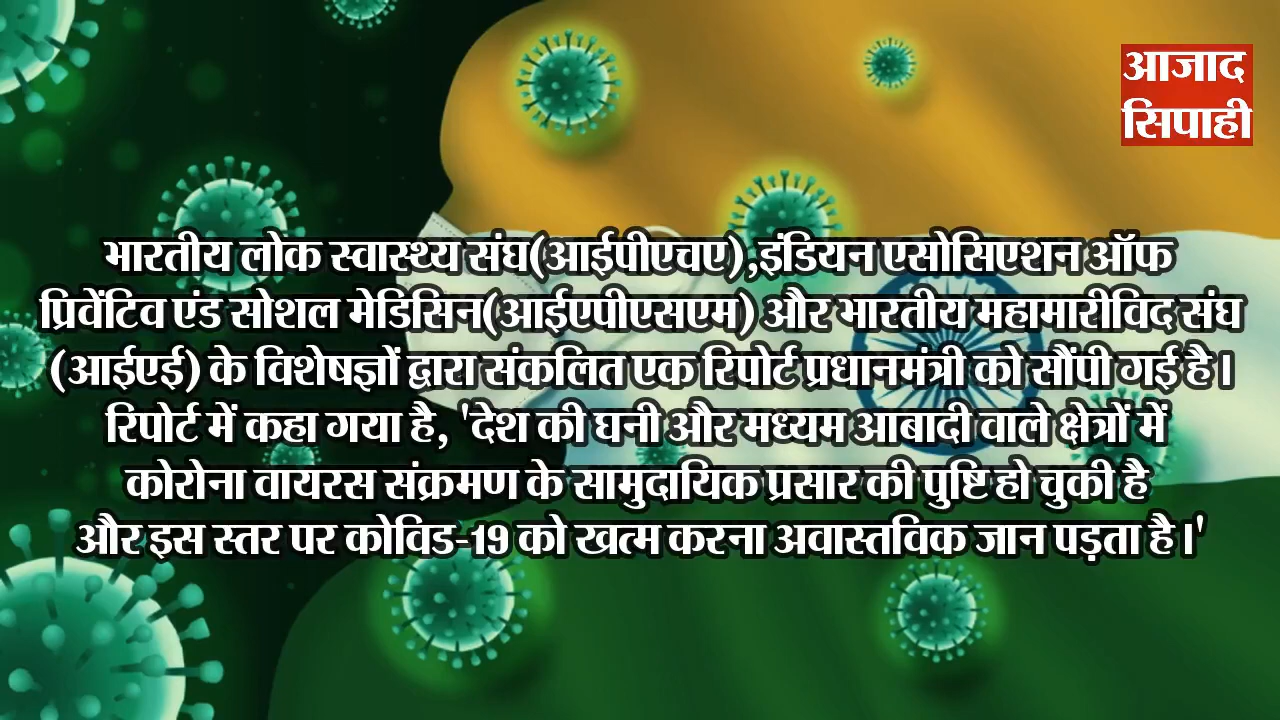 आजाद
सिपाही
भारतीय लोक स्वास्थ्य संघ(आईपीएचए),इंडियन एसोसिएशन ऑफ
प्रिवेंटिव एंड सोशल मेडिसिन(आईएपीएसएम) और भारतीय महामारीविद संघ
(आईएई) के विशेषज्ञों द्वारा संकलित एक रिपोर्ट प्रधानमंत्री को सौंपी गई है।
रिपोर्ट में कहा गया है, 'देश की घनी और मध्यम आबादी वाले क्षेत्रों में
कोरोना वायरस संक्रमण के सामुदायिक प्रसार की पुष्टि हो चुकी है
और इस स्तर पर कोविड-19 को खत्म करना अवास्तविक जान पड़ता है।'